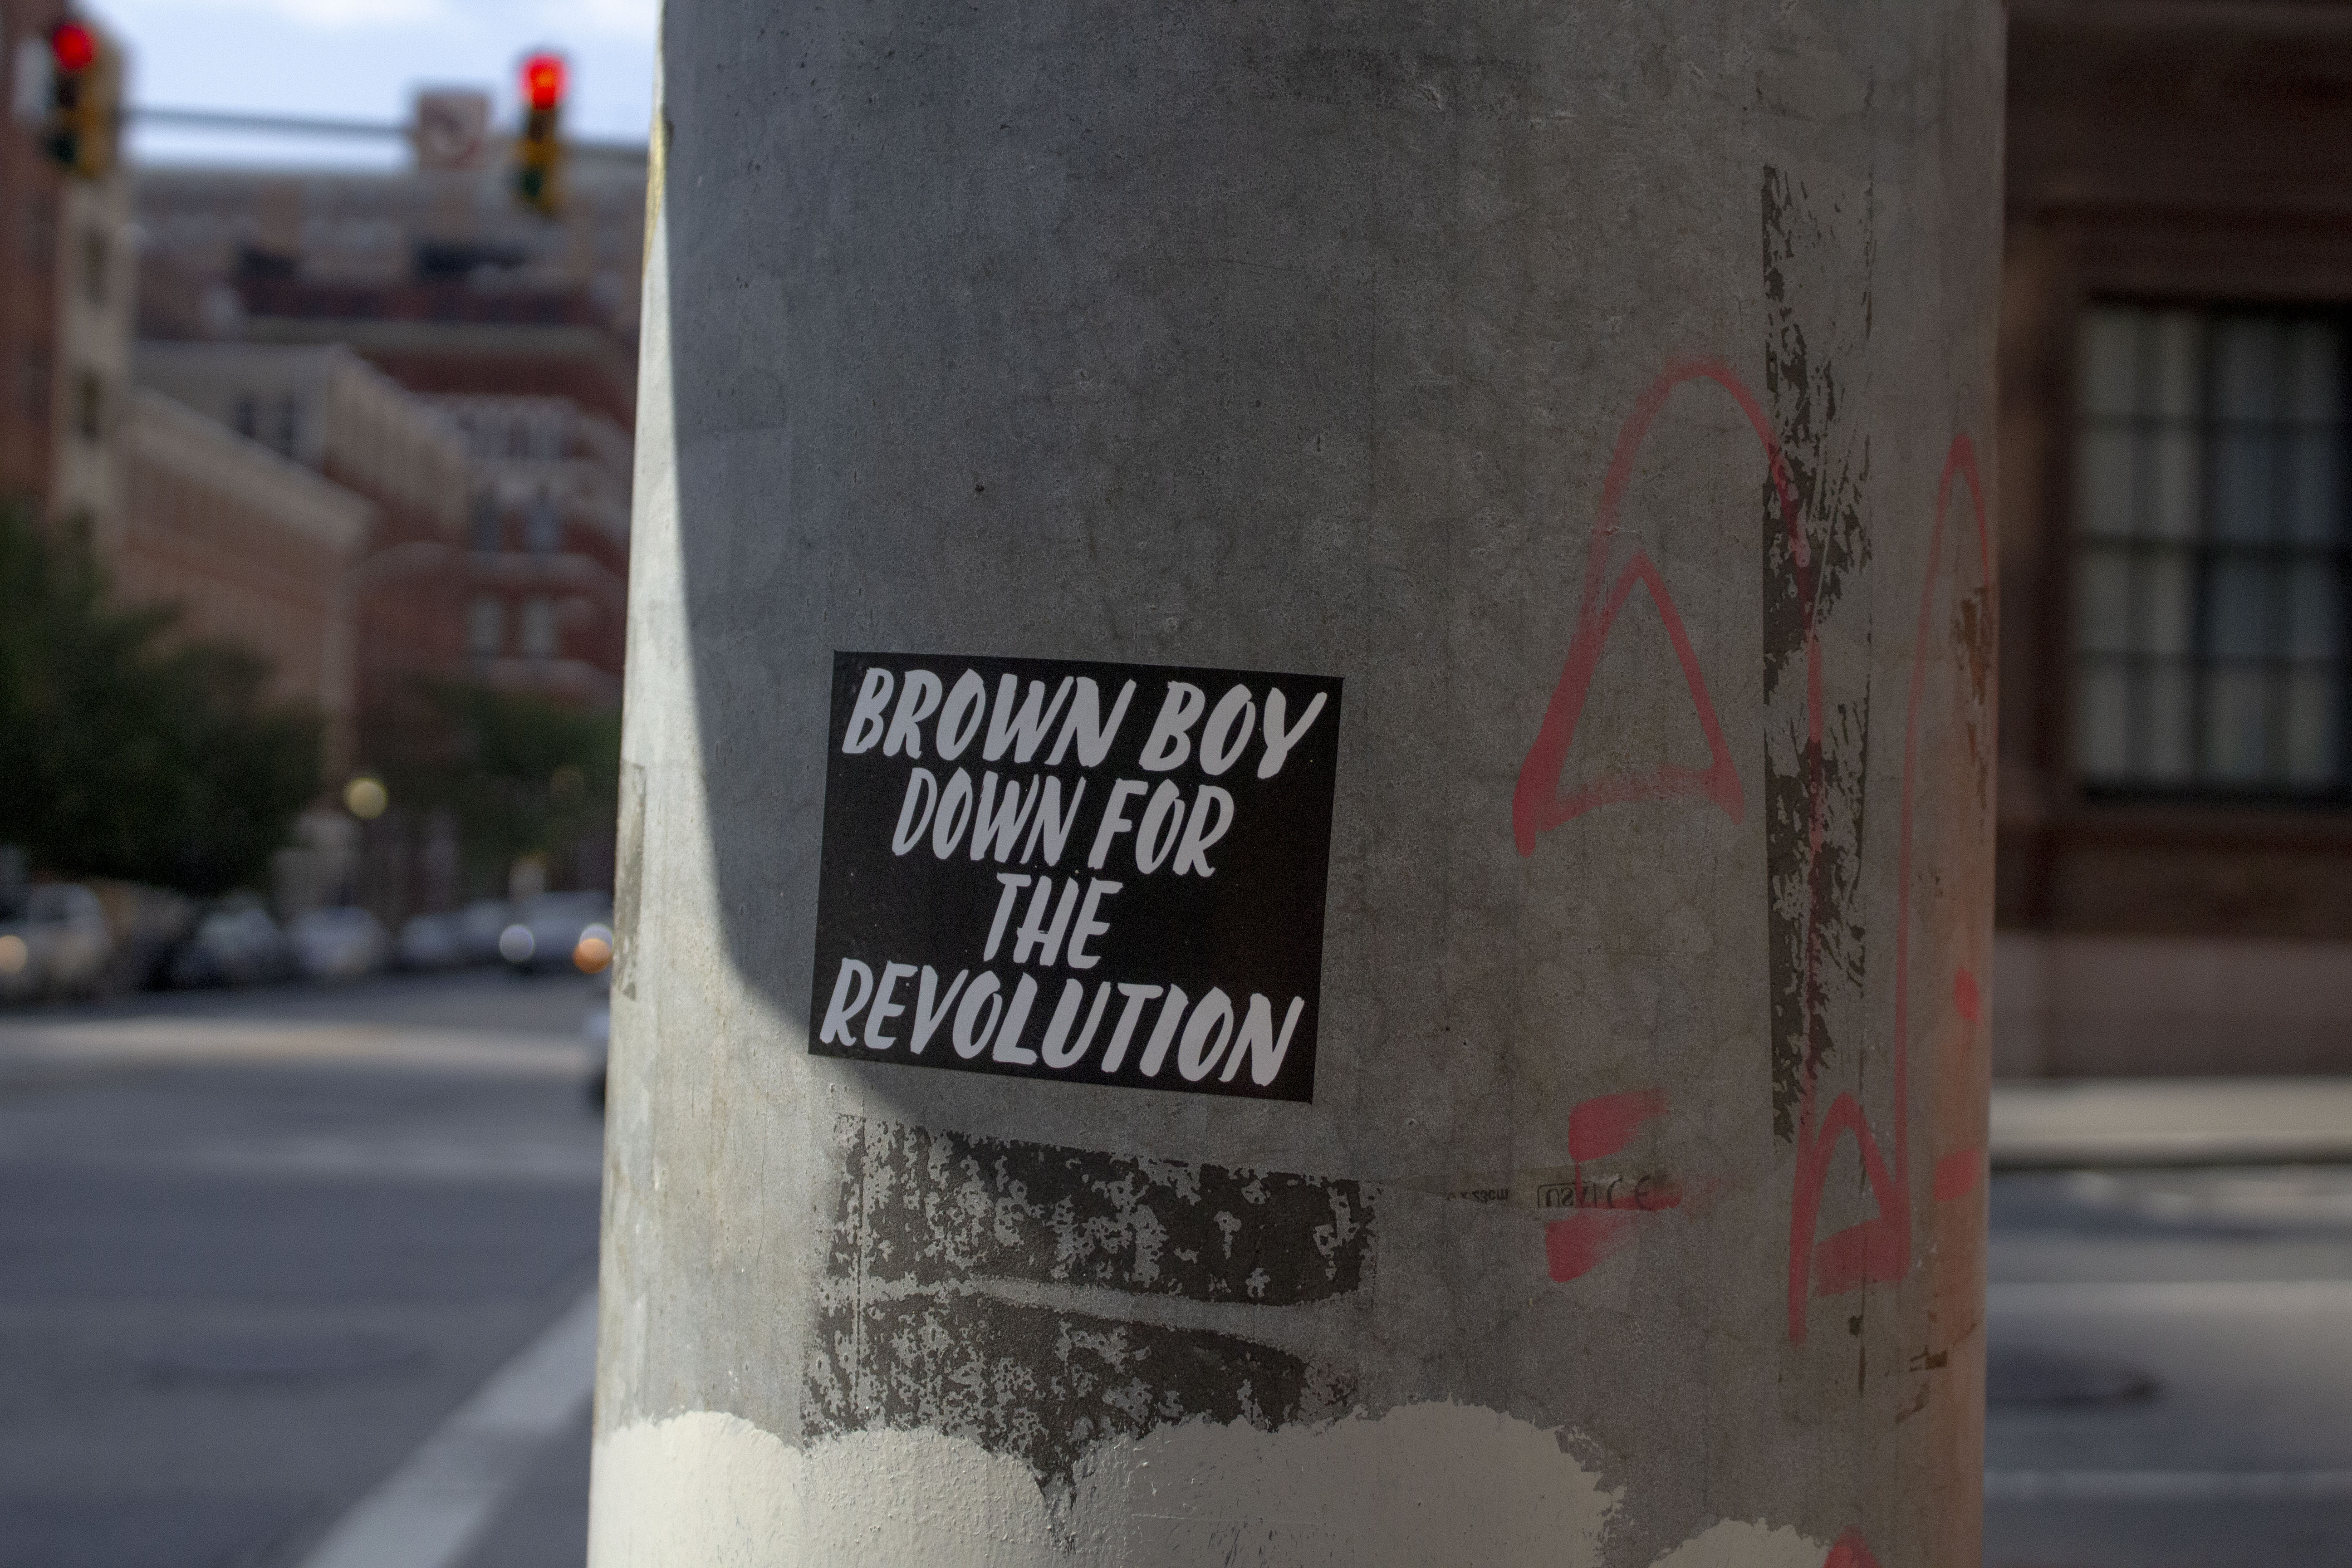 BROWN BOY
DOWN FOR
THE
REVOLUTION